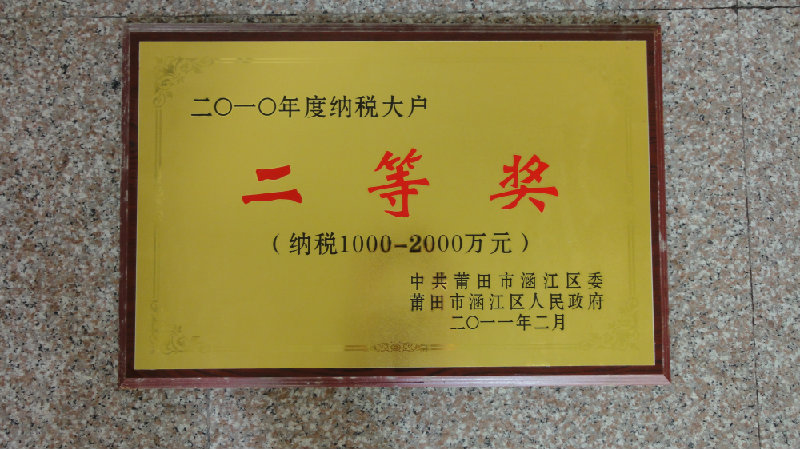 二〇一〇年度纳税大户
二等奖
（纳税1000-2000万元）
中共莆田市涵江区委
莆田市涵江区人民政府
二〇一一年二月